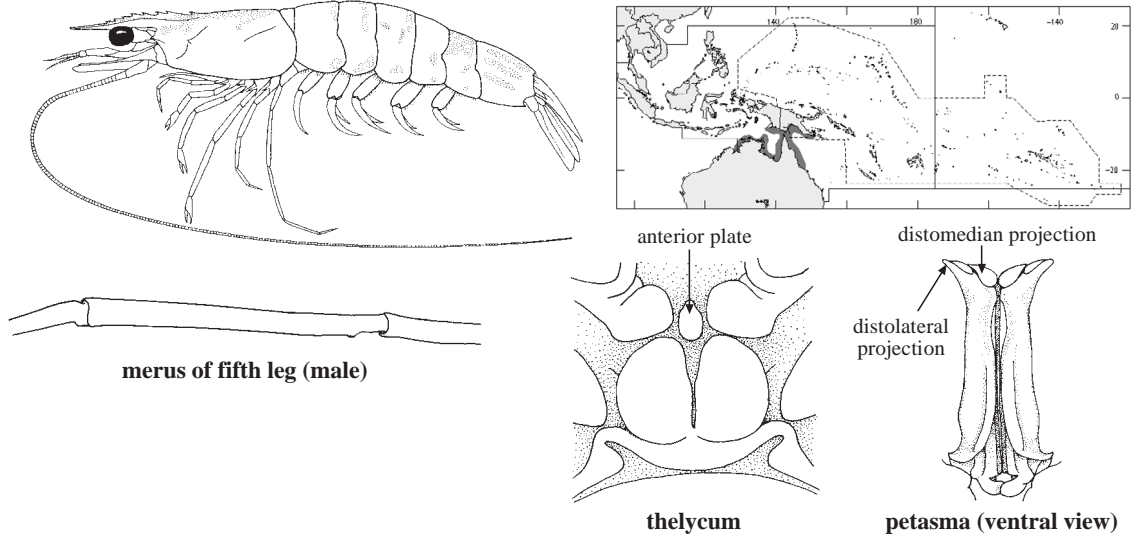 140
180
−140
20
0
−20
anterior plate
distomedian projection
distolateral
projection
merus of fifth leg (male)
thelycum
petasma (ventral view)